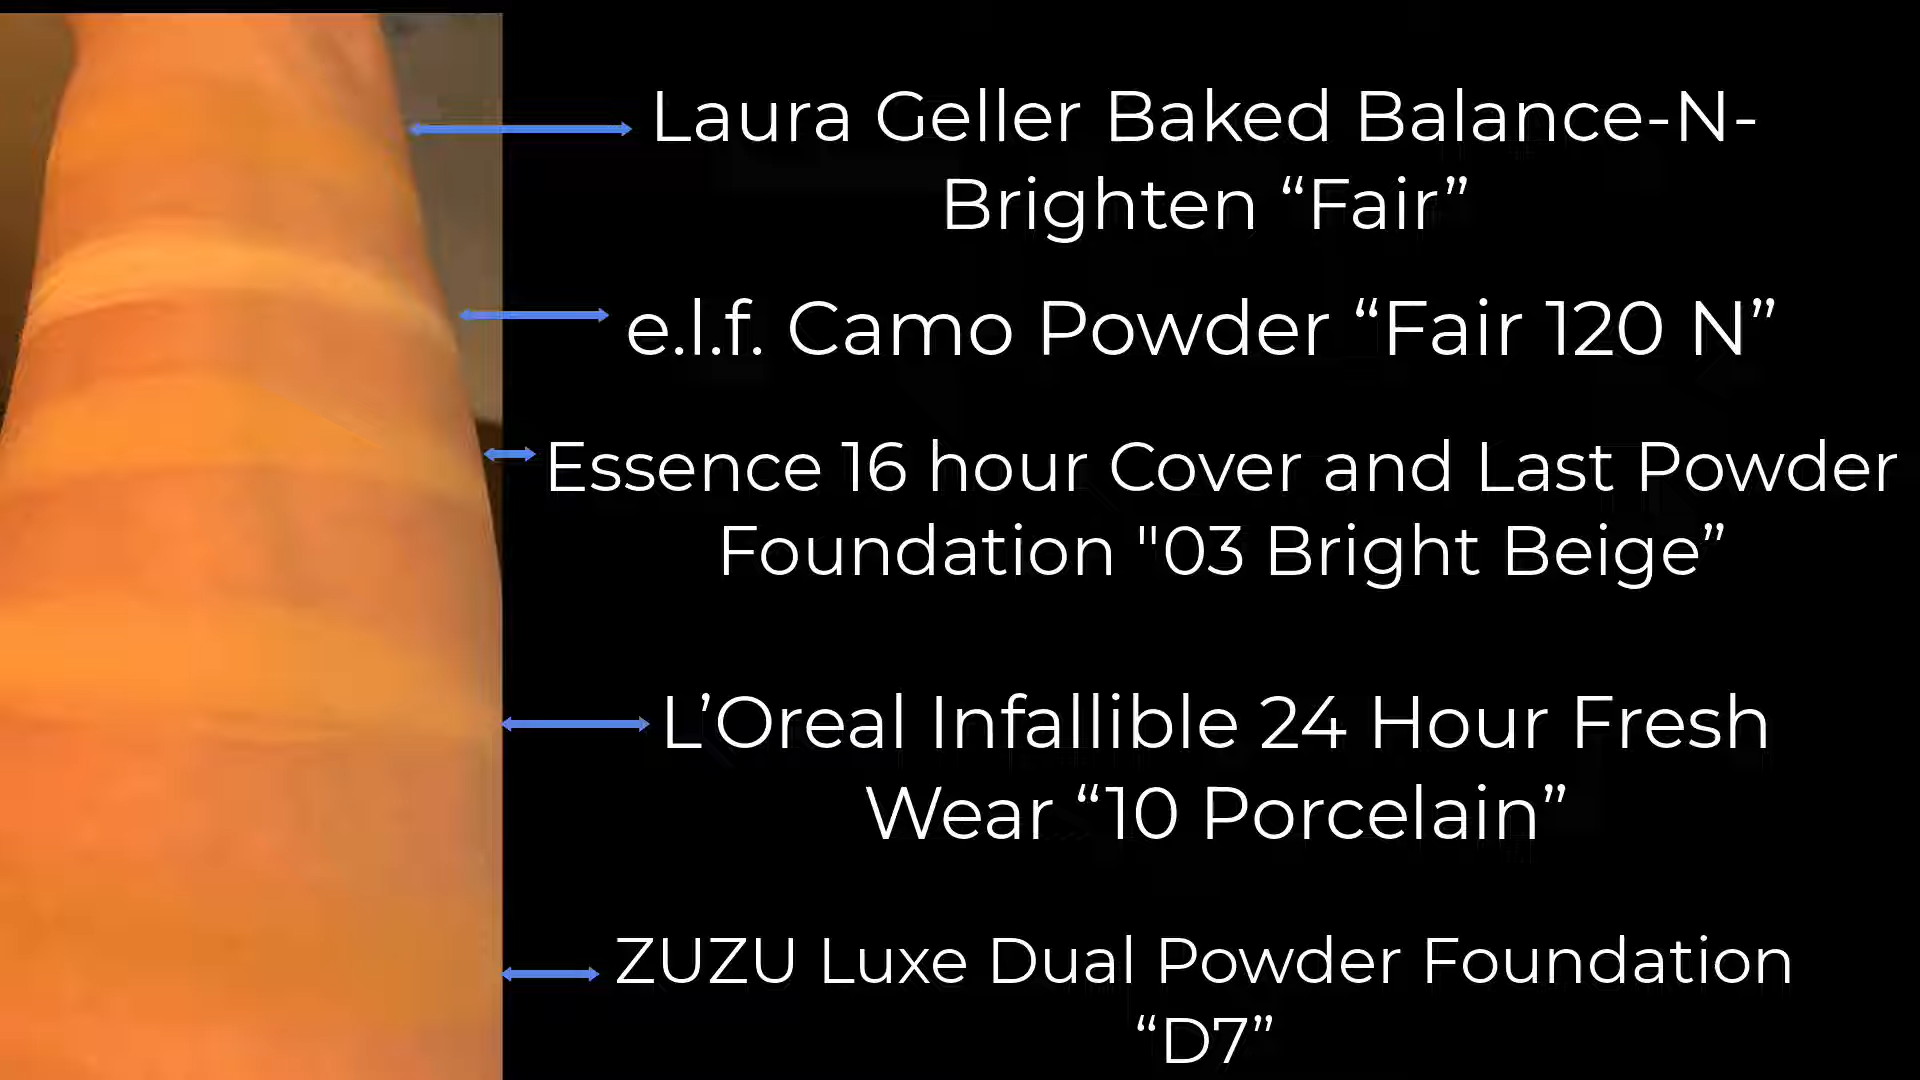 Laura Geller Baked Balance-N-
Brighten “Fair”
e.l.f. Camo Powder “Fair 120 N”
Essence 16 hour Cover and Last Powder
Foundation "03 Bright Beige”
L’Oreal Infallible 24 Hour Fresh
Wear “10 Porcelain”
ZUZU Luxe Dual Powder Foundation
“D7”